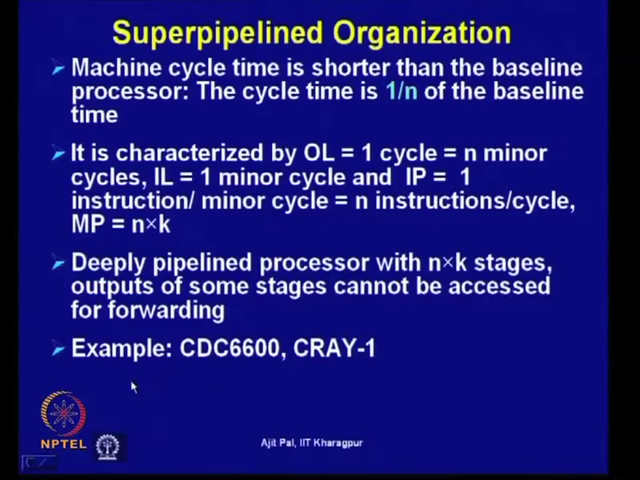 Superpipelined Organization
Machine cycle time is shorter than the baseline
processor: The cycle time is 1/n of the baseline
time
It is characterized by OL = 1 cycle = n minor
cycles, IL = 1 minor cycle and IP = 1
instruction/ minor cycle = n instructions/cycle,
MP = n×k
Deeply pipelined processor with n×k stages,
outputs of some stages cannot be accessed
for forwarding
Example: CDC6600, CRAY-1
NPTEL
Ajit Pal, IIT Kharagpur